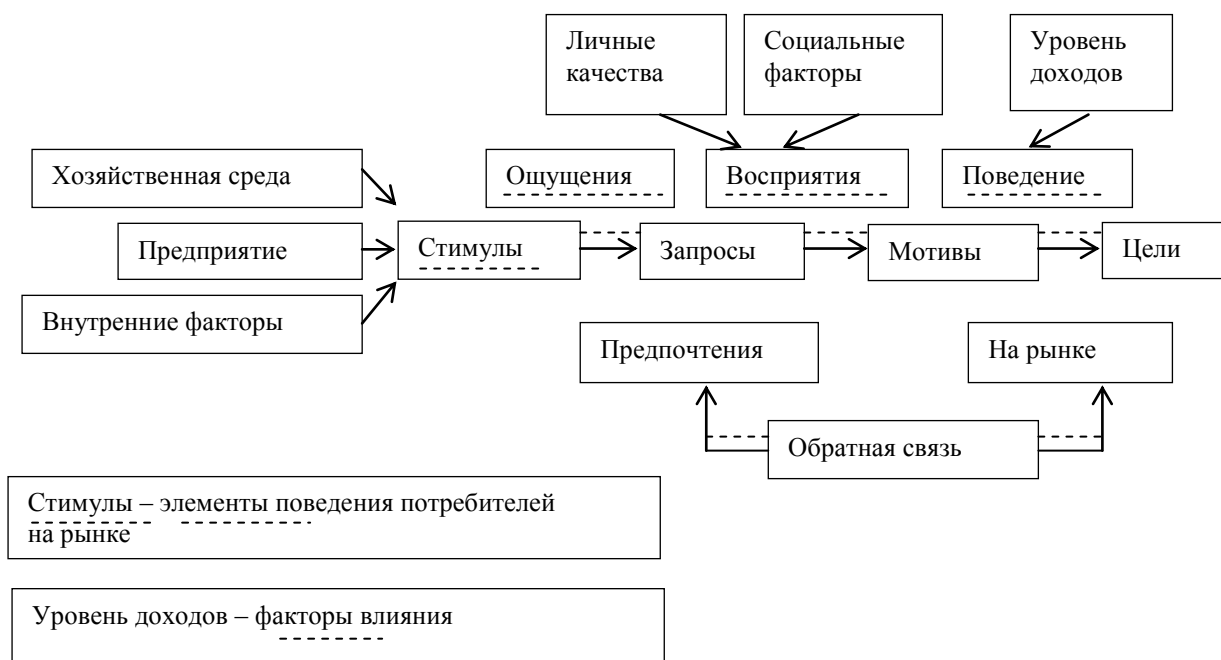 Личные
качества
Социальные
факторы
Уровень
доходов
Хозяйственная среда
Ощущения
Восприятия
Поведение
Предприятие
Стимулы
Запросы
Мотивы
Цели
Внутренние факторы
Предпочтения
На рынке
Обратная связь
Стимулы – элементы поведения потребителей
на рынке
Уровень доходов – факторы влияния